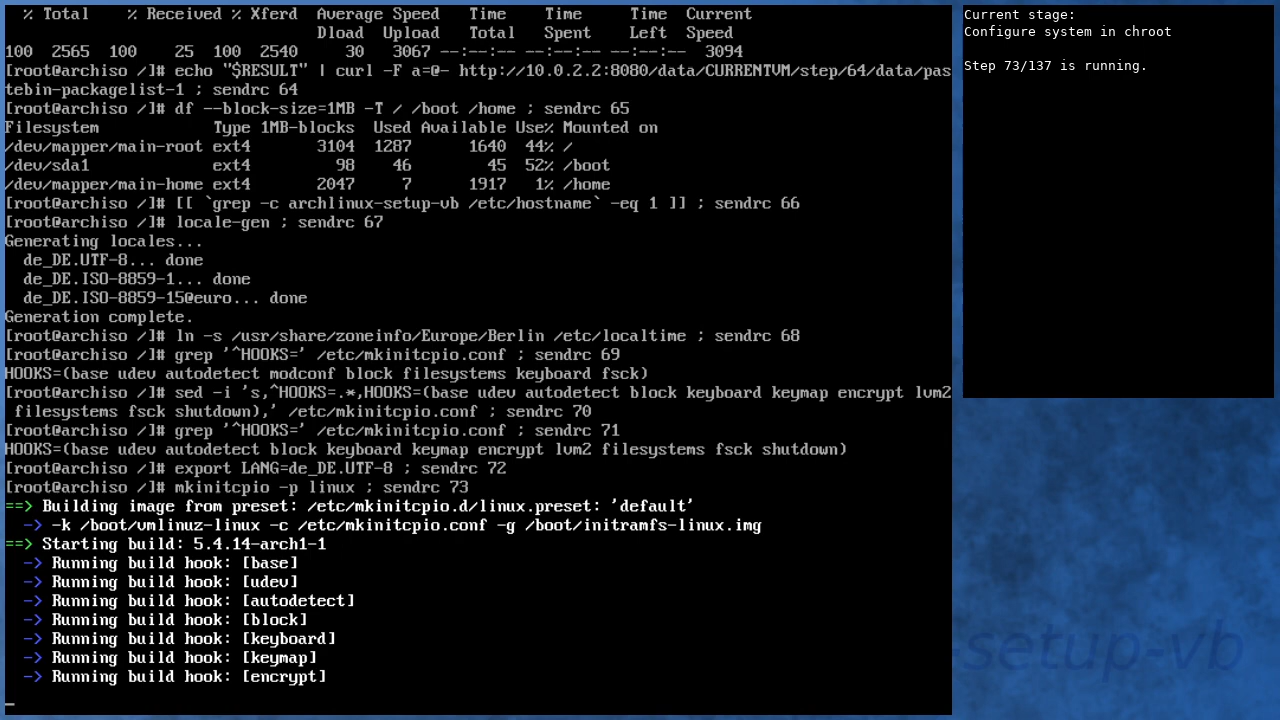 % Total    % Received % Xferd  Average Speed   Time    Time     Time  Current
                                 Dload  Upload   Total   Spent    Left  Speed
100  2565  100    25  100  2540     30   3067 --:--:-- --:--:-- --:--:--  3094
[root@archiso /]# echo "$RESULT" | curl -F a=@- http://10.0.2.2:8080/data/CURRENTVM/step/64/data/pas
tebin-packagelist-1 ; sendrc 64
[root@archiso /]# df --block-size=1MB -T / /boot /home ; sendrc 65
Filesystem            Type 1MB-blocks  Used Available Use% Mounted on
/dev/mapper/main-root ext4       3104  1287      1640  44% /
/dev/sda1             ext4         98    46        45  52% /boot
/dev/mapper/main-home ext4       2047     7      1917   1% /home
[root@archiso /]# [[ `grep -c archlinux-setup-vb /etc/hostname` -eq 1 ]] ; sendrc 66
[root@archiso /]# locale-gen ; sendrc 67
Generating locales...
  de_DE.UTF-8... done
  de_DE.ISO-8859-1... done
  de_DE.ISO-8859-15@euro... done
Generation complete.
[root@archiso /]# ln -s /usr/share/zoneinfo/Europe/Berlin /etc/localtime ; sendrc 68
[root@archiso /]# grep '^HOOKS=' /etc/mkinitcpio.conf ; sendrc 69
HOOKS=(base udev autodetect modconf block filesystems keyboard fsck)
[root@archiso /]# sed -i 's,^HOOKS=.*,HOOKS=(base udev autodetect block keyboard keymap encrypt lvm2
 filesystems fsck shutdown),' /etc/mkinitcpio.conf ; sendrc 70
[root@archiso /]# grep '^HOOKS=' /etc/mkinitcpio.conf ; sendrc 71
HOOKS=(base udev autodetect block keyboard keymap encrypt lvm2 filesystems fsck shutdown)
[root@archiso /]# export LANG=de_DE.UTF-8 ; sendrc 72
[root@archiso /]# mkinitcpio -p linux ; sendrc 73
==> Building image from preset: /etc/mkinitcpio.d/linux.preset: 'default'
  -> -k /boot/vmlinuz-linux -c /etc/mkinitcpio.conf -g /boot/initramfs-linux.img
==> Starting build: 5.4.14-arch1-1
  -> Running build hook: [base]
  -> Running build hook: [udev]
  -> Running build hook: [autodetect]
  -> Running build hook: [block]
  -> Running build hook: [keyboard]
  -> Running build hook: [keymap]
  -> Running build hook: [encrypt]
_
Current stage:
Configure system in chroot
Step 73/137 is running.
-setup-vb